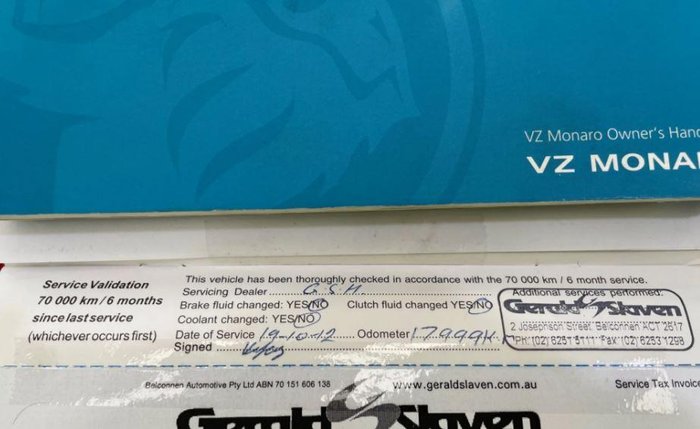 VZ Monaro Owner's Hand
VZ MONA
Service Validation
70 000 km / 6 months
since last service
(whichever occurs first)
This vehicle has been thoroughly checked in accordance with the 70 000 km / 6 month service.
Servicing Dealer G.S.H.
Brake fluid changed: YES/NO Clutch fluid changed: YES/NO
Coolant changed: YES/NO
Date of Service 19-10-12 Odometer 17999K
Signed
Additional services performed:
Gerald Slaven
2 Josephson Street Belconnen ACT 2617
Ph: (02) 6251 5111 Fax (02) 6253 1298
Belconnen Automotive Pty Ltd ABN 70 151 606 138 www.geraldslaven.com.au Service Tax Invoice
Gerald Slaven